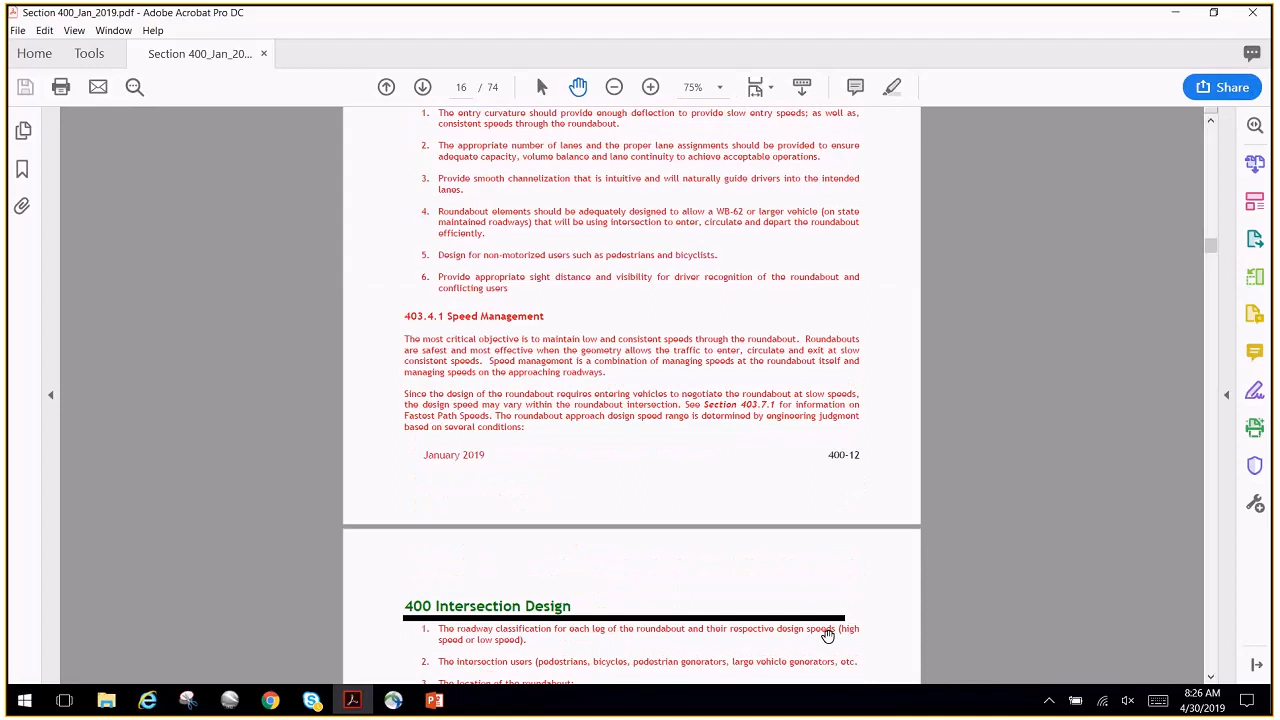 Section 400_Jan_2019.pdf - Adobe Acrobat Pro DC
File Edit View Window Help
Home Tools Section 400_Jan_20... ×
16 / 74 75%
Share
1. The entry curvature should provide enough deflection to provide slow entry speeds; as well as,
consistent speeds through the roundabout.
2. The appropriate number of lanes and the proper lane assignments should be provided to ensure
adequate capacity, volume balance and lane continuity to achieve acceptable operations.
3. Provide smooth channelization that is intuitive and will naturally guide drivers into the intended
lanes.
4. Roundabout elements should be adequately designed to allow a WB-62 or larger vehicle (on state
maintained roadways) that will be using intersection to enter, circulate and depart the roundabout
efficiently.
5. Design for non-motorized users such as pedestrians and bicyclists.
6. Provide appropriate sight distance and visibility for driver recognition of the roundabout and
conflicting users
403.4.1 Speed Management
The most critical objective is to maintain low and consistent speeds through the roundabout. Roundabouts
are safest and most effective when the geometry allows the traffic to enter, circulate and exit at slow
consistent speeds. Speed management is a combination of managing speeds at the roundabout itself and
managing speeds on the approaching roadways.
Since the design of the roundabout requires entering vehicles to negotiate the roundabout at slow speeds,
the design speed may vary within the roundabout intersection. See Section 403.7.1 for information on
Fastest Path Speeds. The roundabout approach design speed range is determined by engineering judgment
based on several conditions:
January 2019 400-12
400 Intersection Design
1. The roadway classification for each leg of the roundabout and their respective design speeds (high
speed or low speed).
2. The intersection users (pedestrians, bicycles, pedestrian generators, large vehicle generators, etc.
3. The location of the roundabout:
8:26 AM
4/30/2019